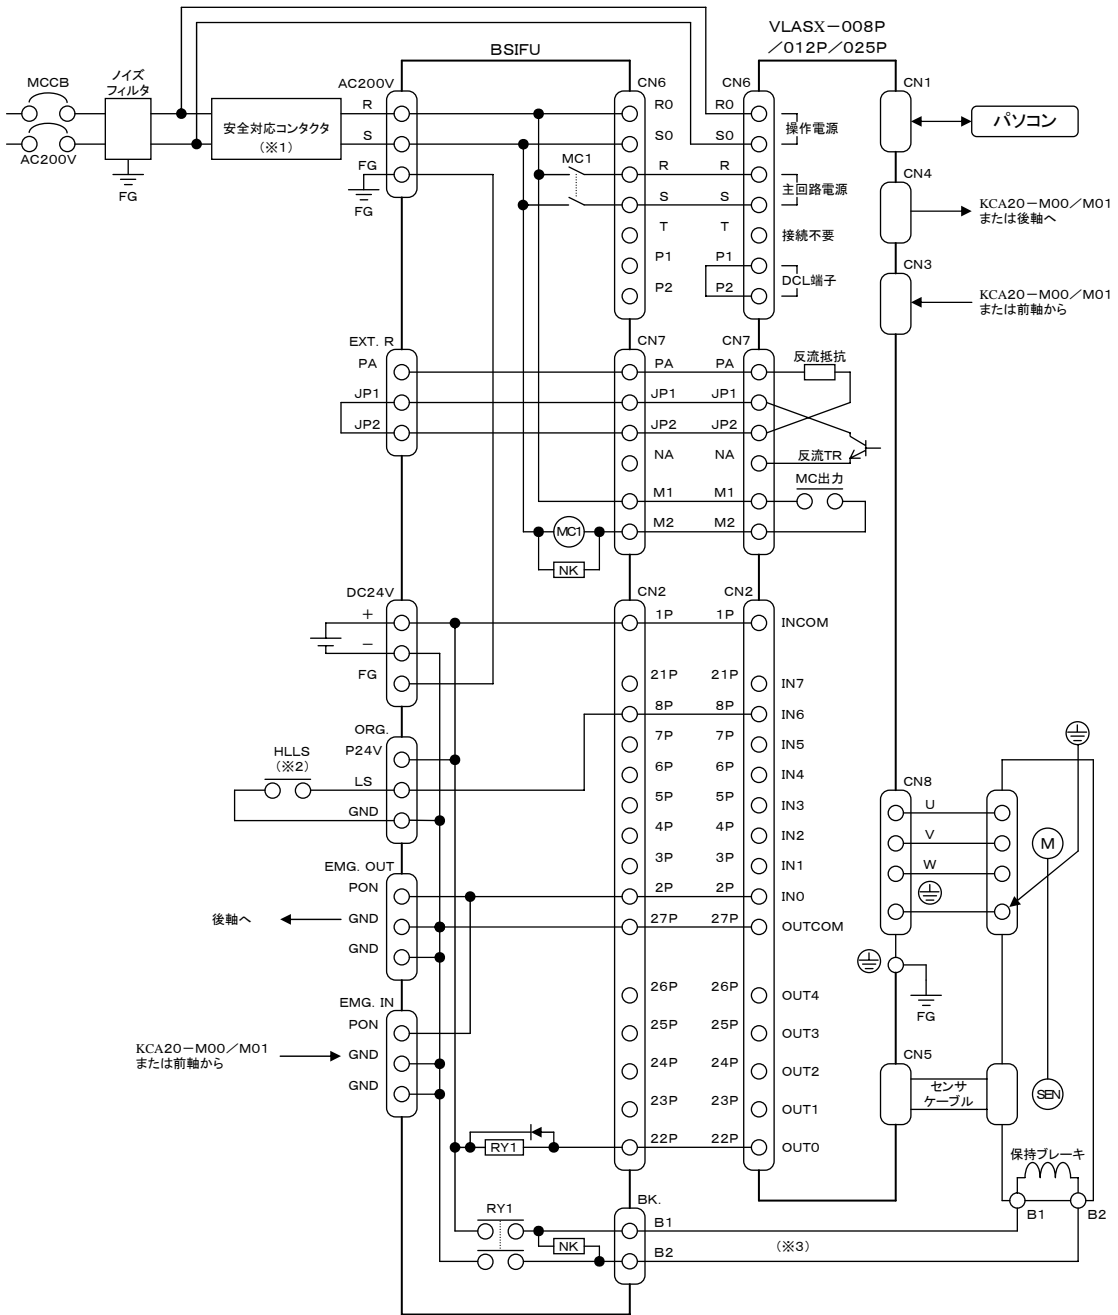 VLASX-008P
／012P／025P
BSIFU
MCCB
AC200V
ノイズ
フィルタ
FG
安全対応コンタクタ
(※1)
AC200V
R
S
FG
FG
MC1
CN6
R0
S0
R
S
T
P1
P2
CN6
R0
S0
R
S
T
P1
P2
操作電源
主回路電源
接続不要
DCL端子
CN1
パソコン
CN4
KCA20－M00／M01
または後軸へ
CN3
KCA20－M00／M01
または前軸から
EXT. R
PA
JP1
JP2
CN7
PA
JP1
JP2
NA
M1
M2
CN7
PA
JP1
JP2
NA
M1
M2
反流抵抗
反流TR
MC出力
MC1
NK
DC24V
+
－
FG
CN2
1P
21P
8P
7P
6P
5P
4P
3P
2P
27P
26P
25P
24P
23P
22P
CN2
1P
21P
8P
7P
6P
5P
4P
3P
2P
27P
26P
25P
24P
23P
22P
INCOM
IN7
IN6
IN5
IN4
IN3
IN2
IN1
IN0
OUTCOM
OUT4
OUT3
OUT2
OUT1
OUT0
ORG.
P24V
LS
GND
HLLS
(※2)
EMG. OUT
PON
GND
GND
後軸へ
EMG. IN
PON
GND
GND
KCA20－M00／M01
または前軸から
RY1
RY1
NK
BK.
B1
B2
(※3)
CN8
U
V
W
M
FG
CN5
センサ
ケーブル
SEN
保持ブレーキ
B1
B2